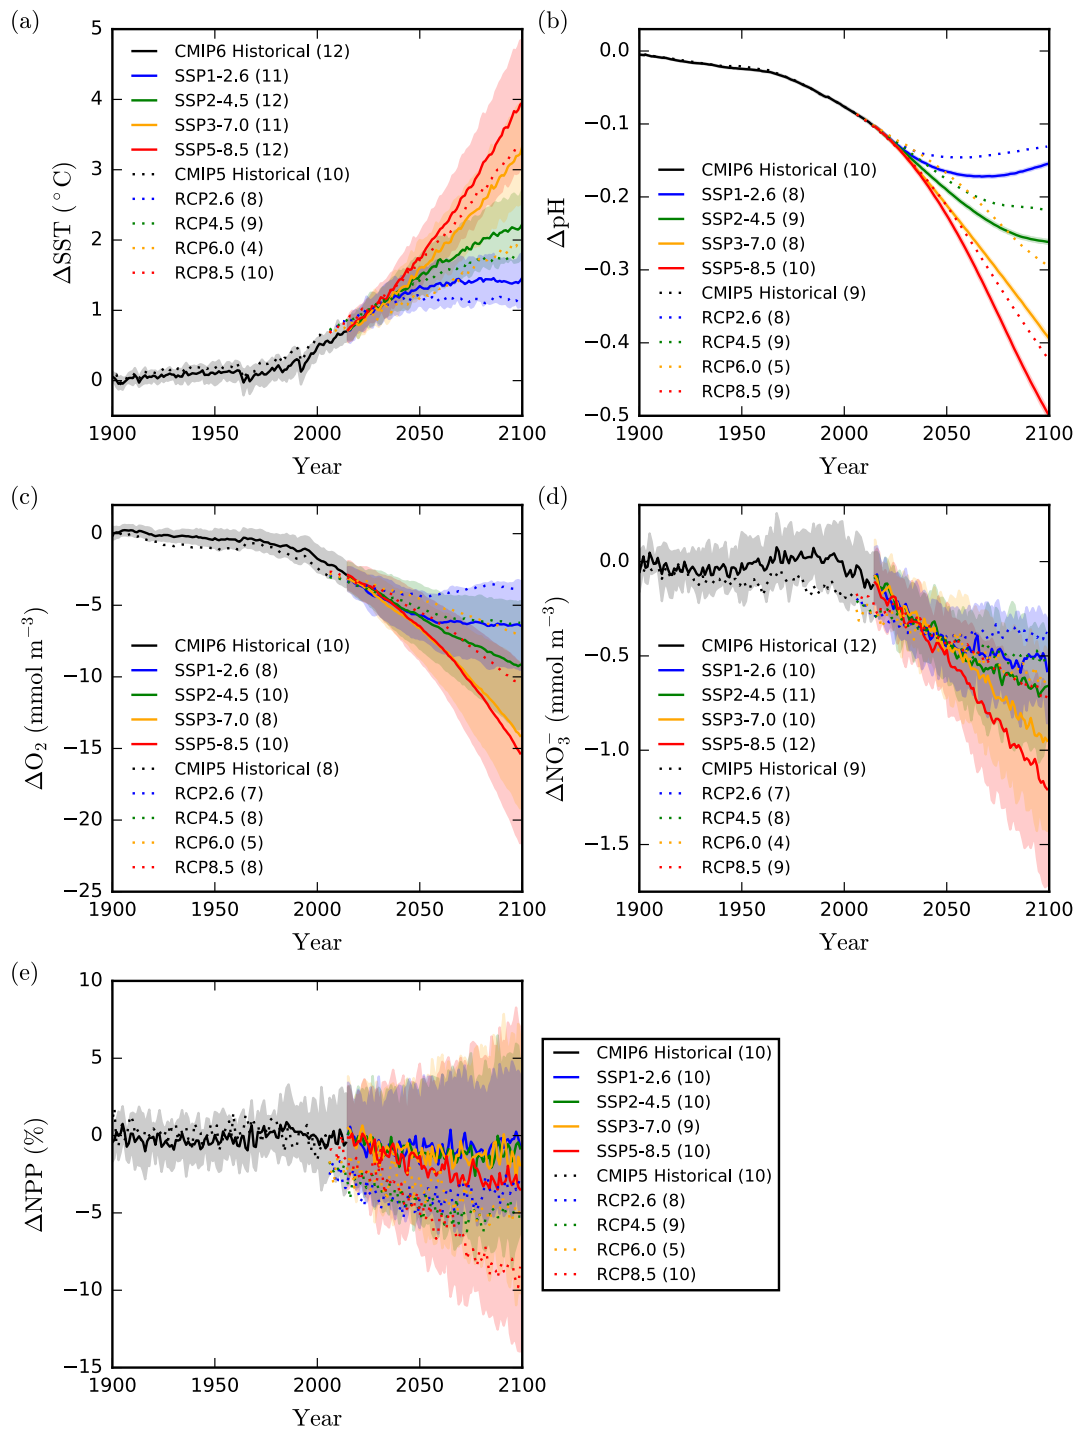 (a)
5
4
3
2
1
0
ΔSST (°C)
CMIP6 Historical (12)
SSP1-2.6 (11)
SSP2-4.5 (12)
SSP3-7.0 (11)
SSP5-8.5 (12)
CMIP5 Historical (10)
RCP2.6 (8)
RCP4.5 (9)
RCP6.0 (4)
RCP8.5 (10)
1900 1950 2000 2050 2100
Year
(b)
0.0
−0.1
−0.2
−0.3
−0.4
−0.5
ΔpH
CMIP6 Historical (10)
SSP1-2.6 (8)
SSP2-4.5 (9)
SSP3-7.0 (8)
SSP5-8.5 (10)
CMIP5 Historical (9)
RCP2.6 (8)
RCP4.5 (9)
RCP6.0 (5)
RCP8.5 (9)
1900 1950 2000 2050 2100
Year
(c)
0
−5
−10
−15
−20
−25
ΔO₂ (mmol m⁻³)
CMIP6 Historical (10)
SSP1-2.6 (8)
SSP2-4.5 (10)
SSP3-7.0 (8)
SSP5-8.5 (10)
CMIP5 Historical (8)
RCP2.6 (7)
RCP4.5 (8)
RCP6.0 (5)
RCP8.5 (8)
1900 1950 2000 2050 2100
Year
(d)
0.0
−0.5
−1.0
−1.5
ΔNO₃⁻ (mmol m⁻³)
CMIP6 Historical (12)
SSP1-2.6 (10)
SSP2-4.5 (11)
SSP3-7.0 (10)
SSP5-8.5 (12)
CMIP5 Historical (9)
RCP2.6 (7)
RCP4.5 (8)
RCP6.0 (4)
RCP8.5 (9)
1900 1950 2000 2050 2100
Year
(e)
10
5
0
−5
−10
−15
ΔNPP (%)
1900 1950 2000 2050 2100
Year
CMIP6 Historical (10)
SSP1-2.6 (10)
SSP2-4.5 (10)
SSP3-7.0 (9)
SSP5-8.5 (10)
CMIP5 Historical (10)
RCP2.6 (8)
RCP4.5 (9)
RCP6.0 (5)
RCP8.5 (10)